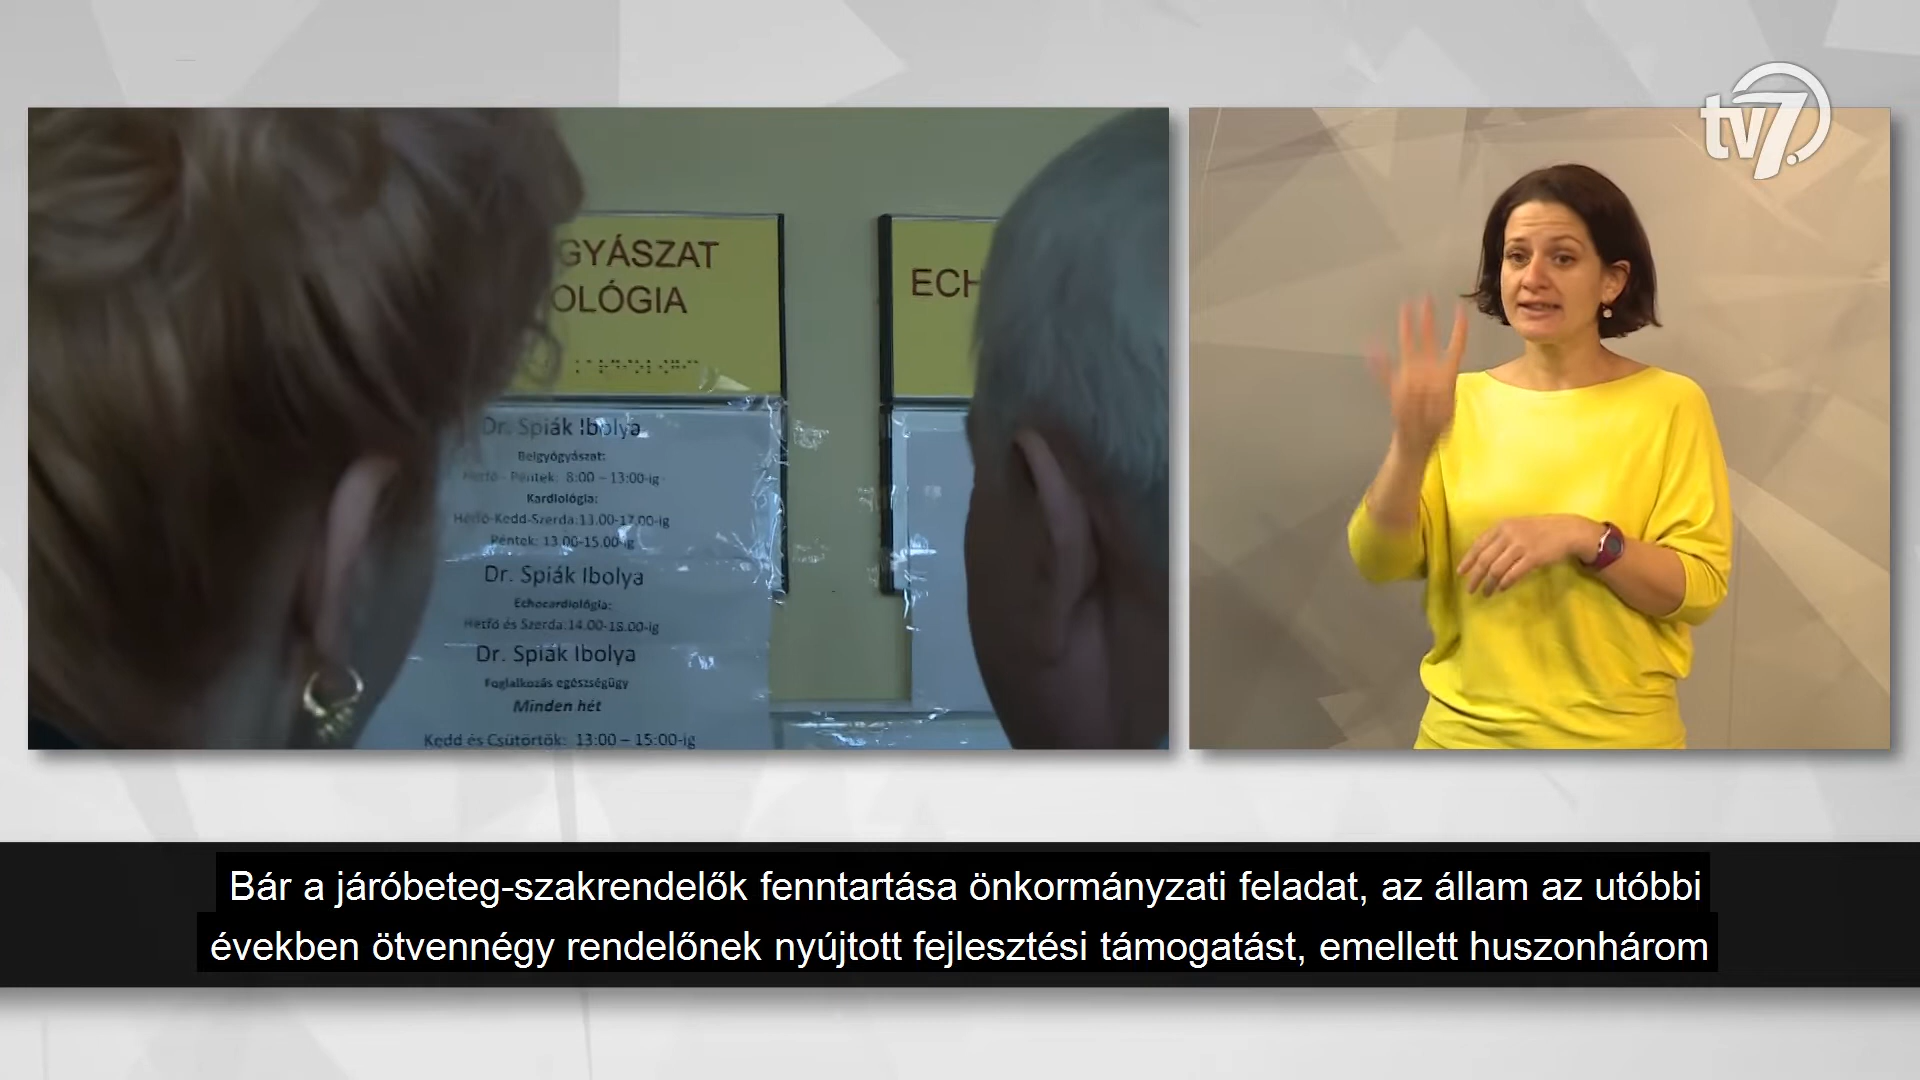 tv7.
GYÁSZAT
OLÓGIA
ECH
Dr. Spiák Ibolya
Belgyógyászat:
Hétfő - Péntek: 8:00 – 13:00-ig
Kardiológia:
Hétfő-Kedd-Szerda:13.00-17.00-ig
Péntek: 13.00-15.00-ig
Dr. Spiák Ibolya
Echocardiológia:
Hétfő és Szerda:14.00-18.00-ig
Dr. Spiák Ibolya
Foglalkozás egészségügy
Minden hét
Kedd és Csütörtök: 13:00 – 15:00-ig
Bár a járóbeteg-szakrendelők fenntartása önkormányzati feladat, az állam az utóbbi
években ötvennégy rendelőnek nyújtott fejlesztési támogatást, emellett huszonhárom